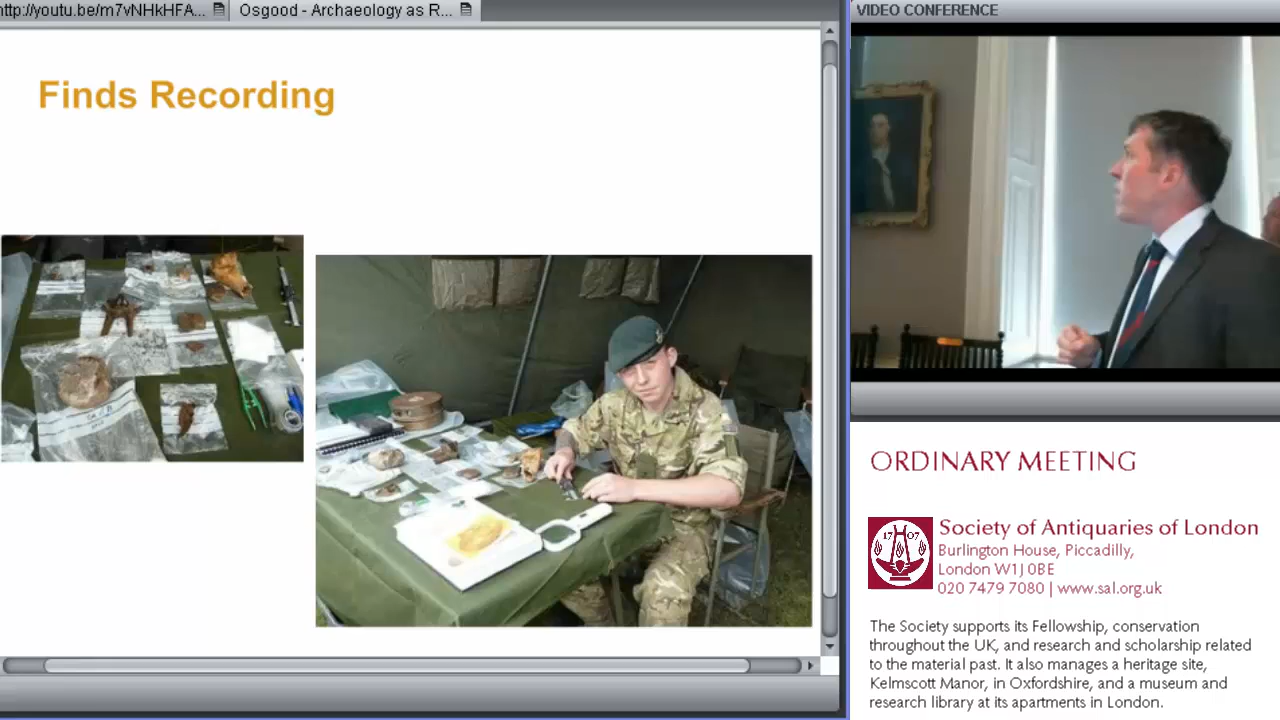 http://youtu.be/m7vNHkHFA...
Osgood - Archaeology as R...
VIDEO CONFERENCE
Finds Recording
ORDINARY MEETING
1707
Society of Antiquaries of London
Burlington House, Piccadilly,
London W1J 0BE
020 7479 7080 | www.sal.org.uk
The Society supports its Fellowship, conservation
throughout the UK, and research and scholarship related
to the material past. It also manages a heritage site,
Kelmscott Manor, in Oxfordshire, and a museum and
research library at its apartments in London.